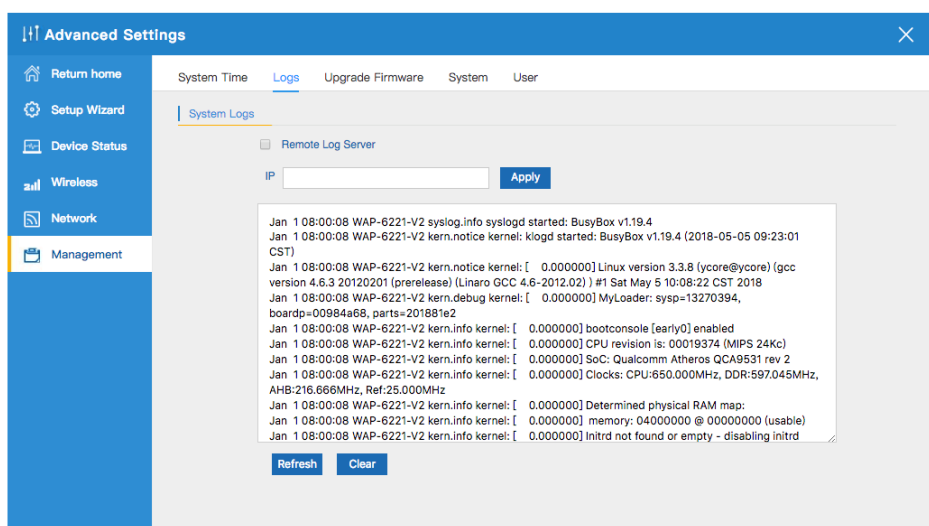 Advanced Settings
Return home
Setup Wizard
Device Status
Wireless
Network
Management
System Time Logs Upgrade Firmware System User
System Logs
Remote Log Server
IP Apply
Jan 1 08:00:08 WAP-6221-V2 syslog.info syslogd started: BusyBox v1.19.4
Jan 1 08:00:08 WAP-6221-V2 kern.notice kernel: klogd started: BusyBox v1.19.4 (2018-05-05 09:23:01
CST)
Jan 1 08:00:08 WAP-6221-V2 kern.notice kernel: [ 0.000000] Linux version 3.3.8 (ycore@ycore) (gcc
version 4.6.3 20120201 (prerelease) (Linaro GCC 4.6-2012.02) ) #1 Sat May 5 10:08:22 CST 2018
Jan 1 08:00:08 WAP-6221-V2 kern.debug kernel: [ 0.000000] MyLoader: sysp=13270394,
boardp=00984a68, parts=201881e2
Jan 1 08:00:08 WAP-6221-V2 kern.info kernel: [ 0.000000] bootconsole [early0] enabled
Jan 1 08:00:08 WAP-6221-V2 kern.info kernel: [ 0.000000] CPU revision is: 00019374 (MIPS 24Kc)
Jan 1 08:00:08 WAP-6221-V2 kern.info kernel: [ 0.000000] SoC: Qualcomm Atheros QCA9531 rev 2
Jan 1 08:00:08 WAP-6221-V2 kern.info kernel: [ 0.000000] Clocks: CPU:650.000MHz, DDR:597.045MHz,
AHB:216.666MHz, Ref:25.000MHz
Jan 1 08:00:08 WAP-6221-V2 kern.info kernel: [ 0.000000] Determined physical RAM map:
Jan 1 08:00:08 WAP-6221-V2 kern.info kernel: [ 0.000000] memory: 04000000 @ 00000000 (usable)
Jan 1 08:00:08 WAP-6221-V2 kern.info kernel: [ 0.000000] Initrd not found or empty - disabling initrd
Refresh Clear